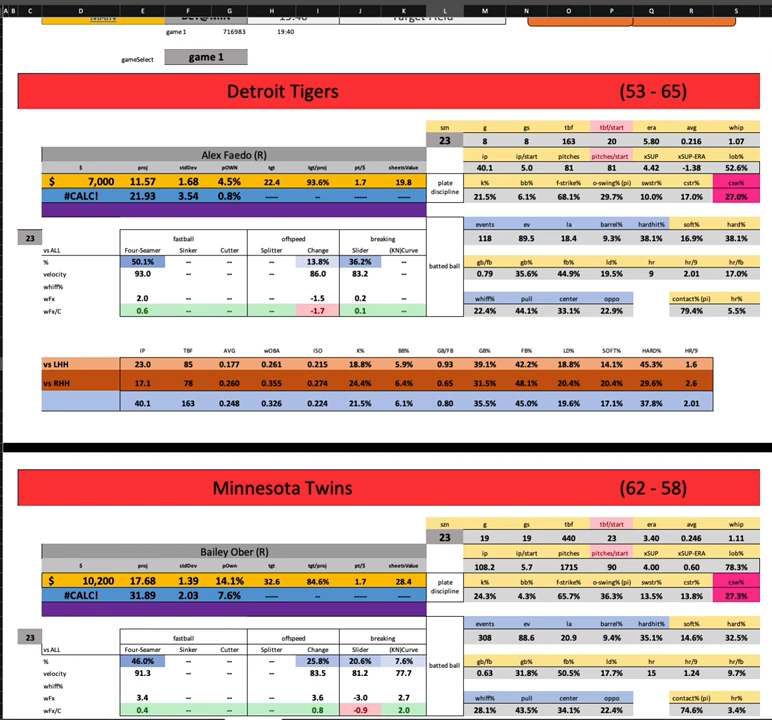 A B C D E F G H I J K L M N O P Q R S
MAIN DET@MIN 19:40 Target Field
game 1 716983 19:40
gameSelect game 1
Detroit Tigers (53 - 65)
szn g gs tbf tbf/start era avg whip
23 8 8 163 20 5.80 0.216 1.07
Alex Faedo (R) ip ip/start pitches pitches/start xSUP xSUP-ERA lob%
$ proj stdDev pOWN tgt tgt/proj pt/$ sheetsValue 40.1 5.0 81 81 4.42 -1.38 52.6%
$ 7,000 11.57 1.68 4.5% 22.4 93.6% 1.7 19.8 plate discipline k% bb% f-strike% o-swing% (pi) swstr% cstr% csw%
#CALC! 21.93 3.54 0.8% ---- ---- ---- ---- 21.5% 6.1% 68.1% 29.7% 10.0% 17.0% 27.0%
events ev la barrel% hardhit% soft% hard%
23 fastball offspeed breaking batted ball 118 89.5 18.4 9.3% 38.1% 16.9% 38.1%
vs ALL Four-Seamer Sinker Cutter Splitter Change Slider (KN)Curve
% 50.1% -- -- -- 13.8% 36.2% -- gb/fb gb% fb% ld% hr hr/9 hr/fb
velocity 93.0 -- -- -- 86.0 83.2 -- 0.79 35.6% 44.9% 19.5% 9 2.01 17.0%
whiff%
wFx 2.0 -- -- -- -1.5 0.2 -- whiff% pull center oppo contact% (pi) hr%
wFx/C 0.6 -- -- -- -1.7 0.1 -- 22.4% 44.1% 33.1% 22.9% 79.4% 5.5%
IP TBF AVG wOBA ISO K% BB% GB/FB GB% FB% LD% SOFT% HARD% HR/9
vs LHH 23.0 85 0.177 0.261 0.215 18.8% 5.9% 0.93 39.1% 42.2% 18.8% 14.1% 45.3% 1.6
vs RHH 17.1 78 0.260 0.355 0.274 24.4% 6.4% 0.65 31.5% 48.1% 20.4% 20.4% 29.6% 2.6
40.1 163 0.248 0.326 0.224 21.5% 6.1% 0.80 35.5% 45.0% 19.6% 17.1% 37.8% 2.01
Minnesota Twins (62 - 58)
szn g gs tbf tbf/start era avg whip
23 19 19 440 23 3.40 0.246 1.11
Bailey Ober (R) ip ip/start pitches pitches/start xSUP xSUP-ERA lob%
$ proj stdDev pOwn tgt tgt/proj pt/$ sheetsValue 108.2 5.7 1715 90 4.00 0.60 78.3%
$ 10,200 17.68 1.39 14.1% 32.6 84.6% 1.7 28.4 plate discipline k% bb% f-strike% o-swing% (pi) swstr% cstr% csw%
#CALC! 31.89 2.03 7.6% ---- ---- ---- ---- 24.3% 4.3% 65.7% 36.3% 13.5% 13.8% 27.3%
events ev la barrel% hardhit% soft% hard%
23 fastball offspeed breaking batted ball 308 88.6 20.9 9.4% 35.1% 14.6% 32.5%
vs ALL Four-Seamer Sinker Cutter Splitter Change Slider (KN)Curve
% 46.0% -- -- -- 25.8% 20.6% 7.6% gb/fb gb% fb% ld% hr hr/9 hr/fb
velocity 91.3 -- -- -- 83.5 81.2 77.7 0.63 31.8% 50.5% 17.7% 15 1.24 9.7%
whiff%
wFx 3.4 -- -- -- 3.6 -3.0 2.7 whiff% pull center oppo contact% (pi) hr%
wFx/C 0.4 -- -- -- 0.8 -0.9 2.0 28.1% 43.5% 34.1% 22.4% 74.6% 3.4%